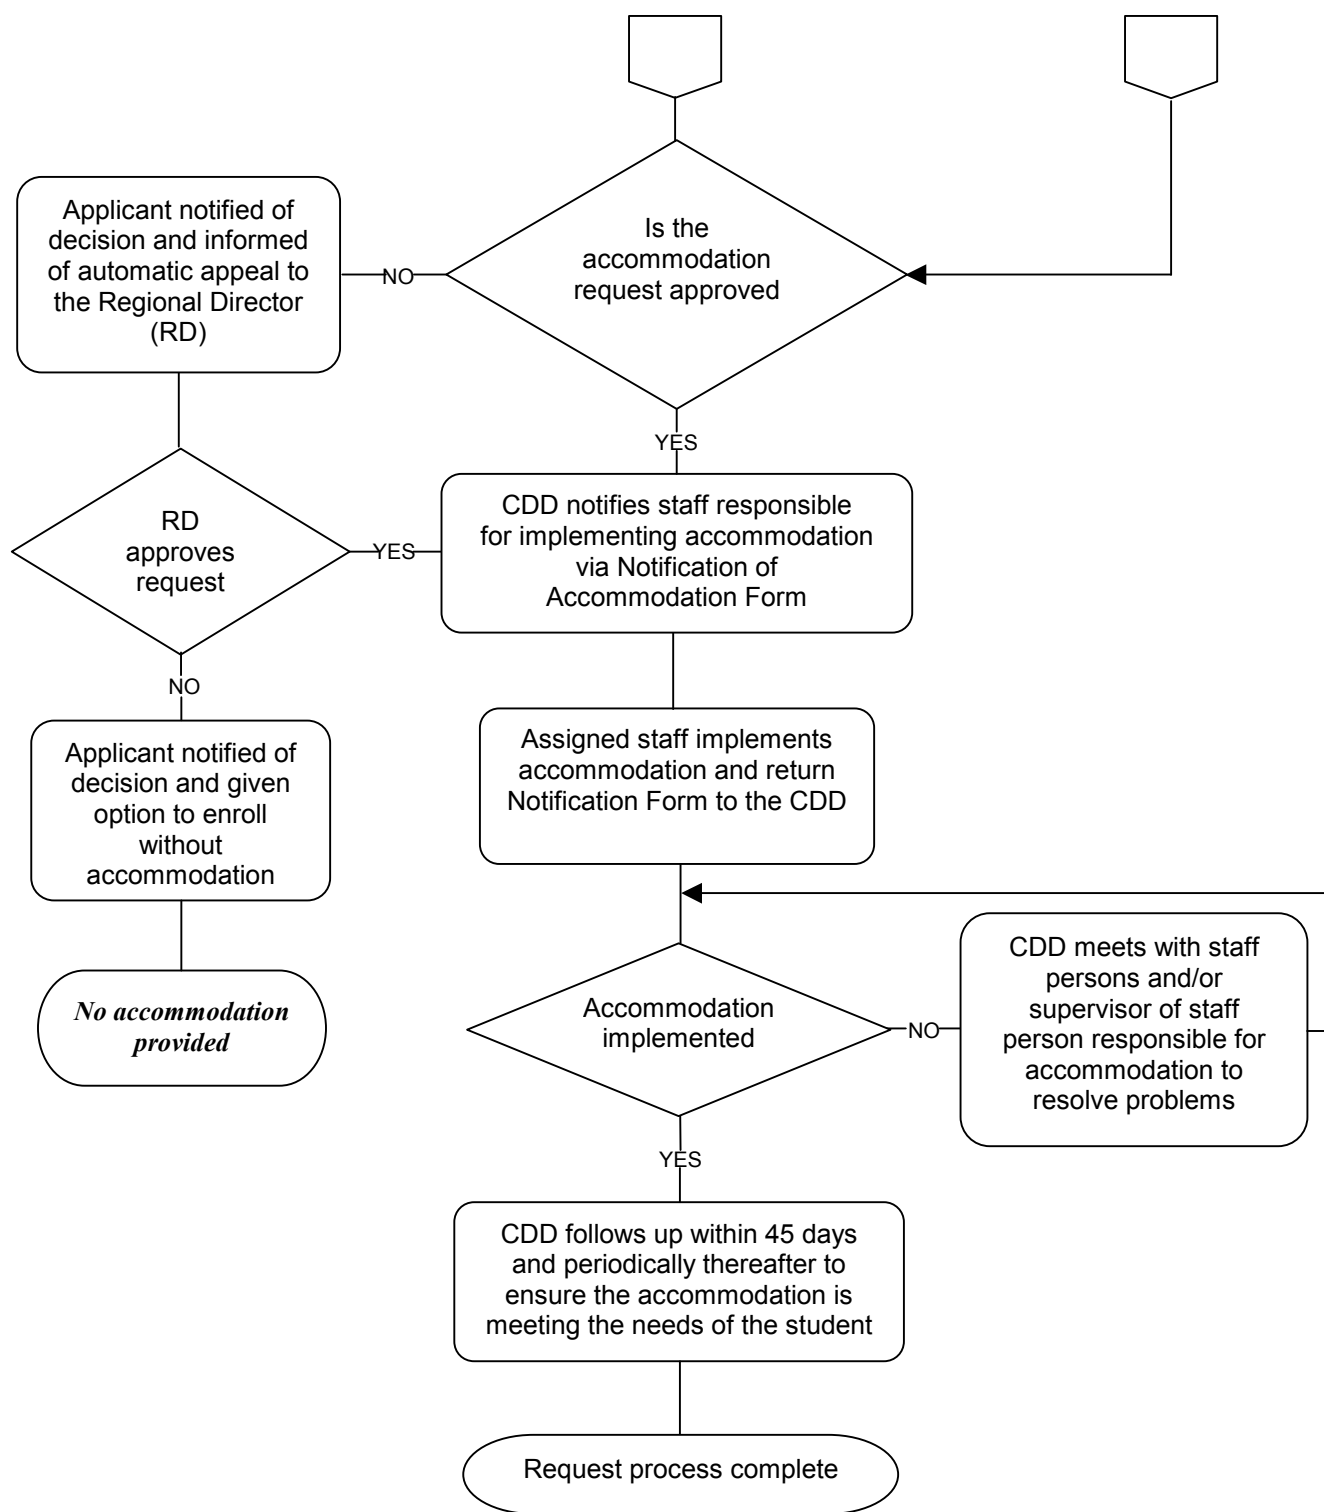 Is the
accommodation
request approved
Applicant notified of
decision and informed
of automatic appeal to
the Regional Director
(RD)
NO
YES
RD
approves
request
YES
CDD notifies staff responsible
for implementing accommodation
via Notification of
Accommodation Form
NO
Applicant notified of
decision and given
option to enroll
without
accommodation
Assigned staff implements
accommodation and return
Notification Form to the CDD
No accommodation
provided
Accommodation
implemented
NO
CDD meets with staff
persons and/or
supervisor of staff
person responsible for
accommodation to
resolve problems
YES
CDD follows up within 45 days
and periodically thereafter to
ensure the accommodation is
meeting the needs of the student
Request process complete